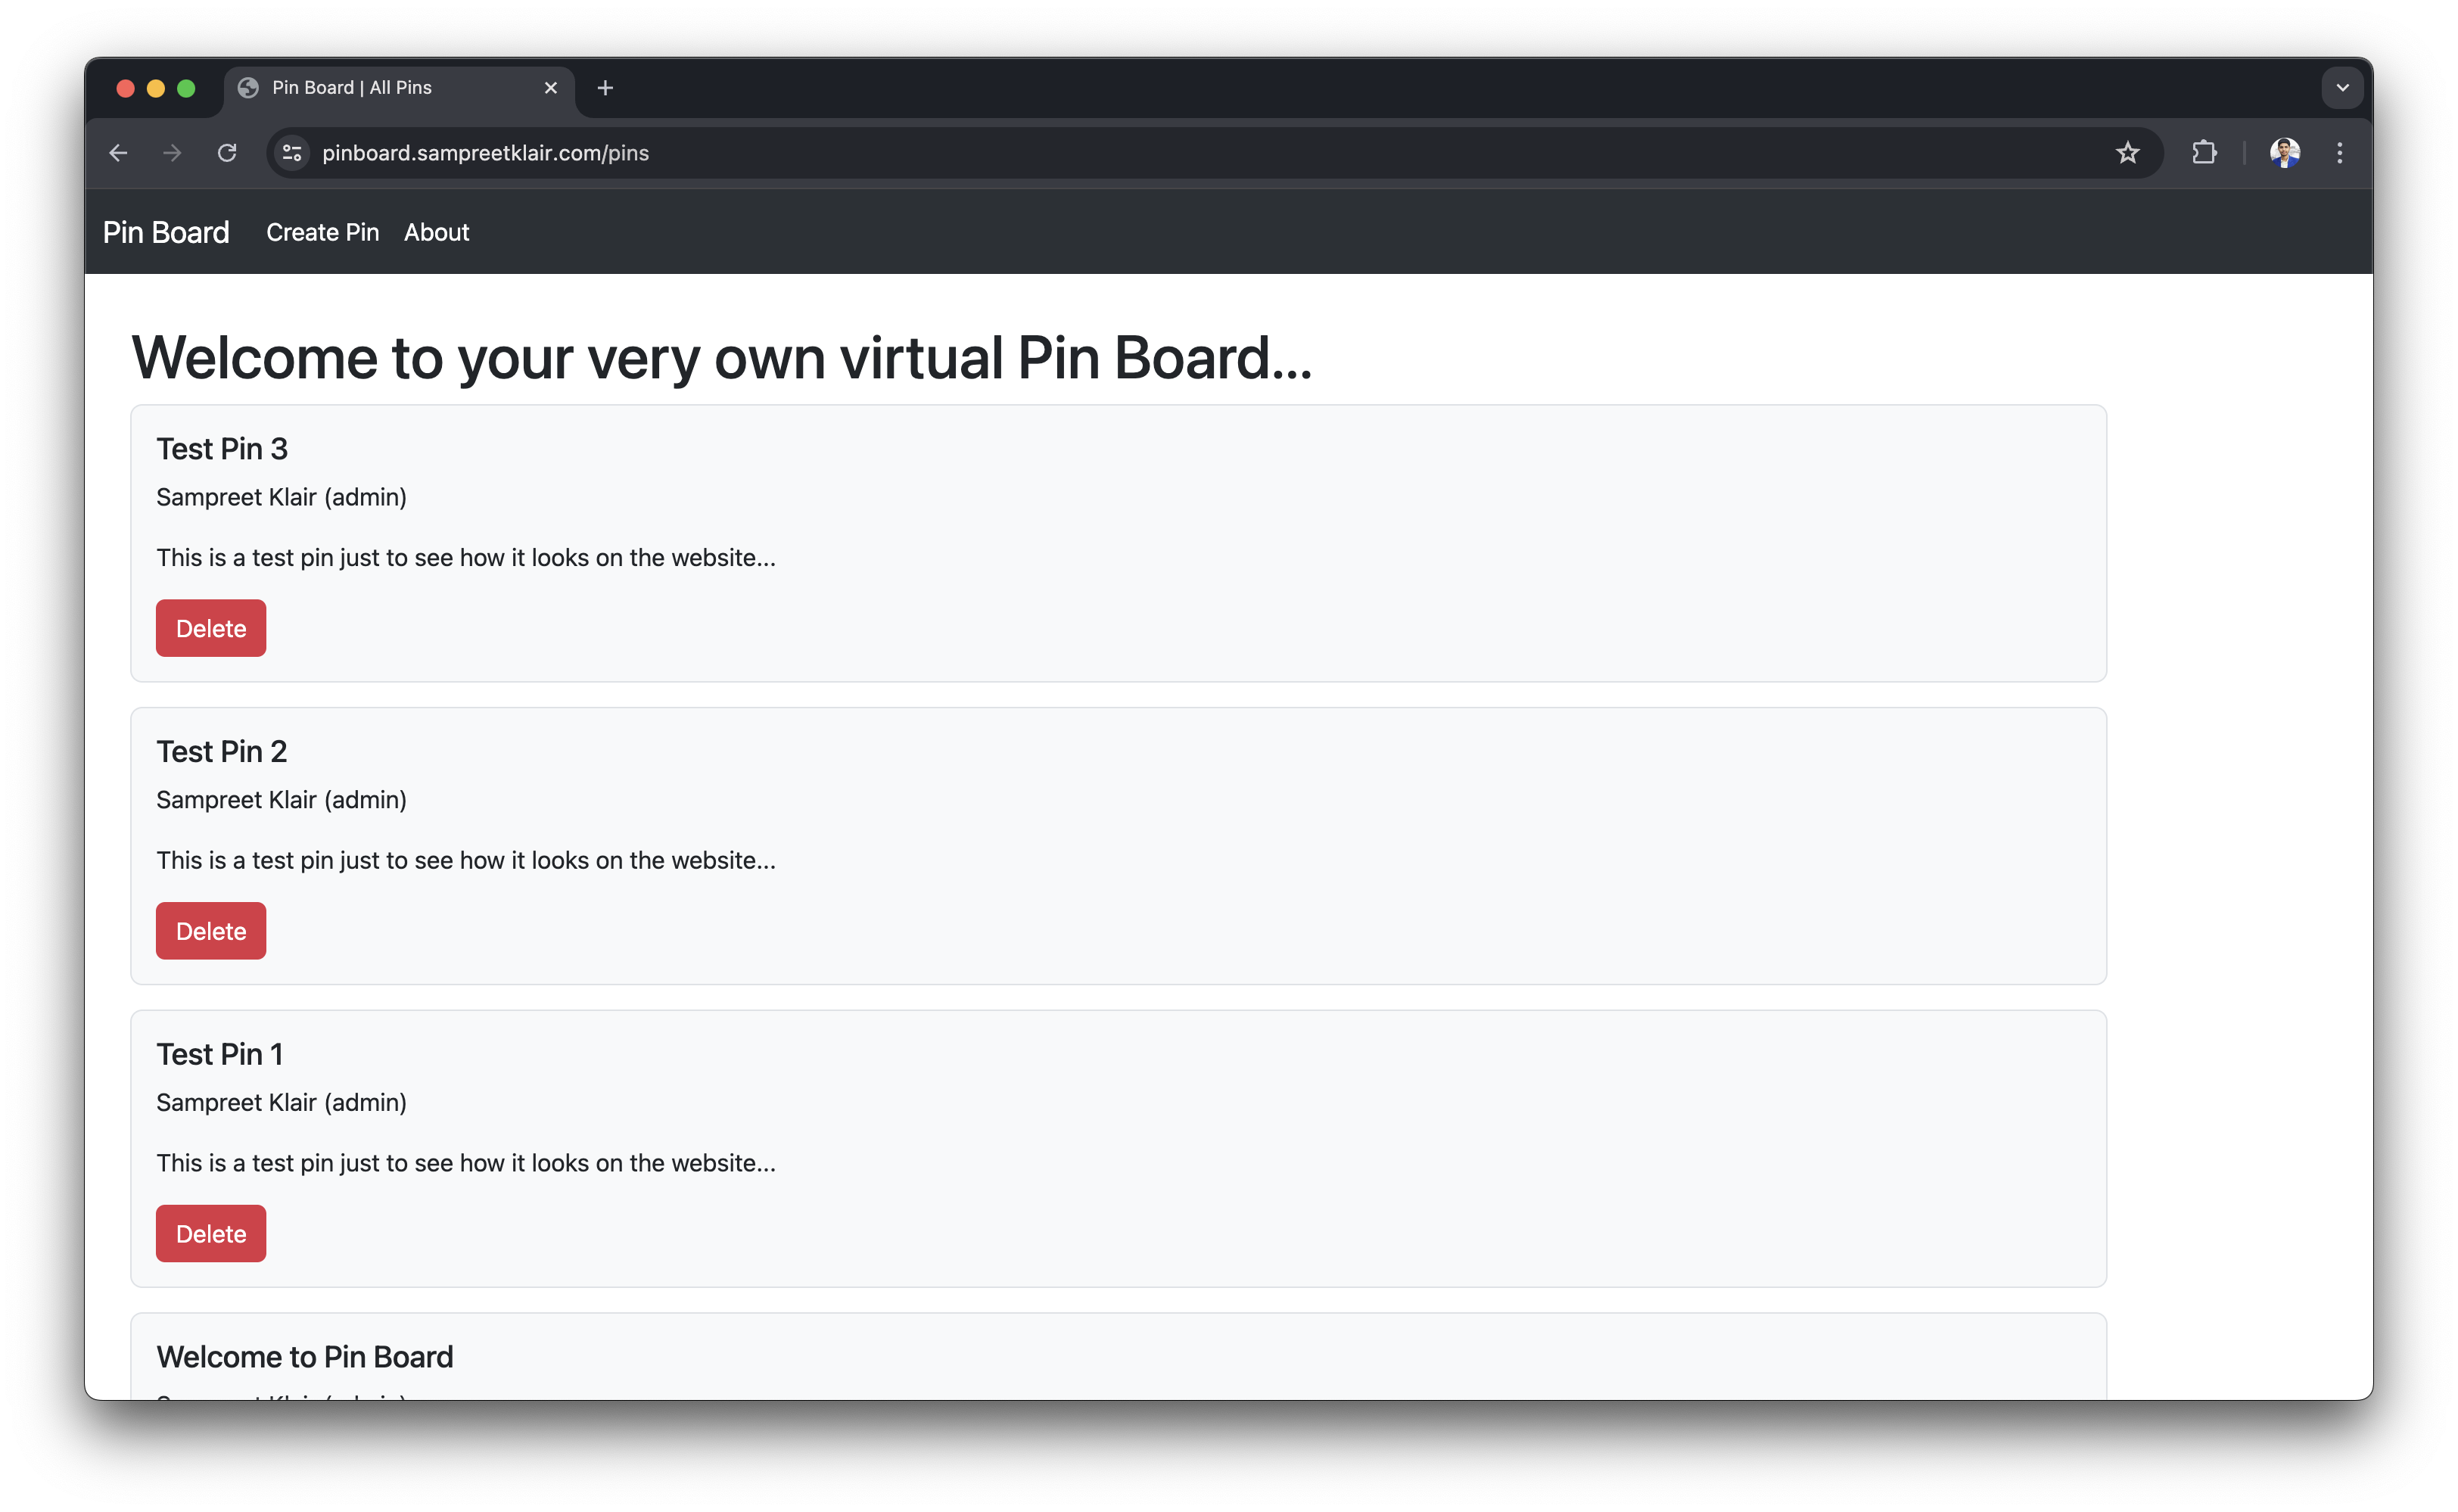 Pin Board | All Pins
pinboard.sampreetklair.com/pins
Pin Board Create Pin About
Welcome to your very own virtual Pin Board...
Test Pin 3
Sampreet Klair (admin)
This is a test pin just to see how it looks on the website...
Delete
Test Pin 2
Sampreet Klair (admin)
This is a test pin just to see how it looks on the website...
Delete
Test Pin 1
Sampreet Klair (admin)
This is a test pin just to see how it looks on the website...
Delete
Welcome to Pin Board